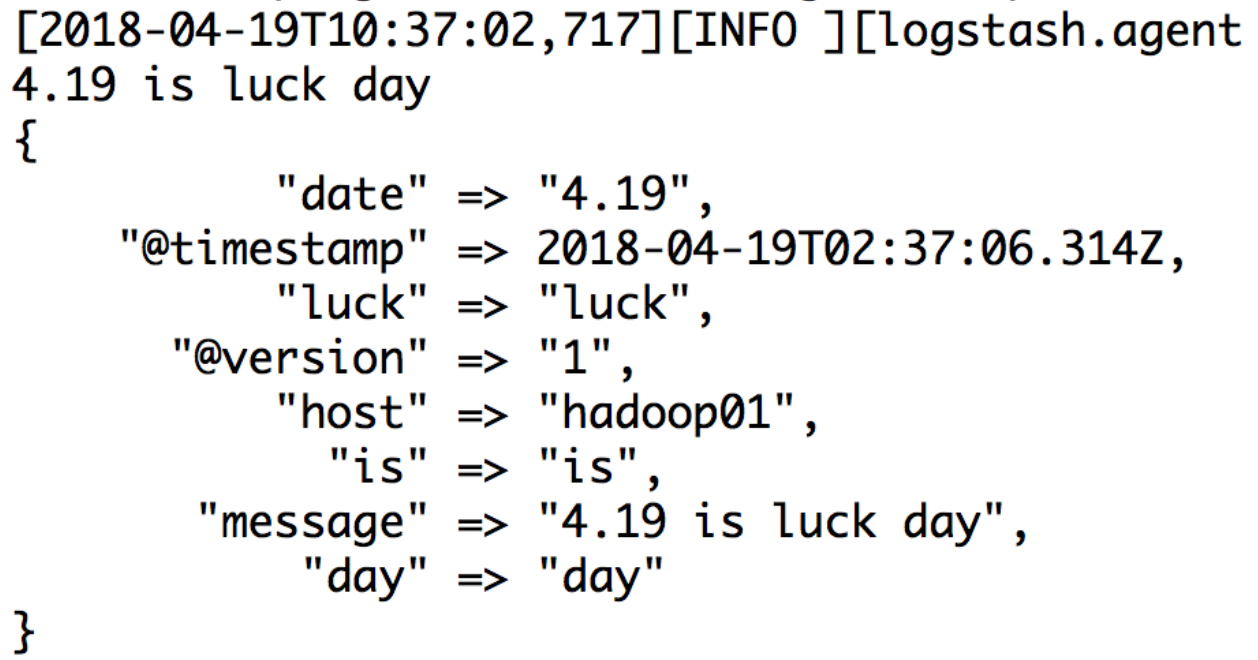 [2018-04-19T10:37:02,717][INFO ][logstash.agent
4.19 is luck day
{
"date" => "4.19",
"@timestamp" => 2018-04-19T02:37:06.314Z,
"luck" => "luck",
"@version" => "1",
"host" => "hadoop01",
"is" => "is",
"message" => "4.19 is luck day",
"day" => "day"
}